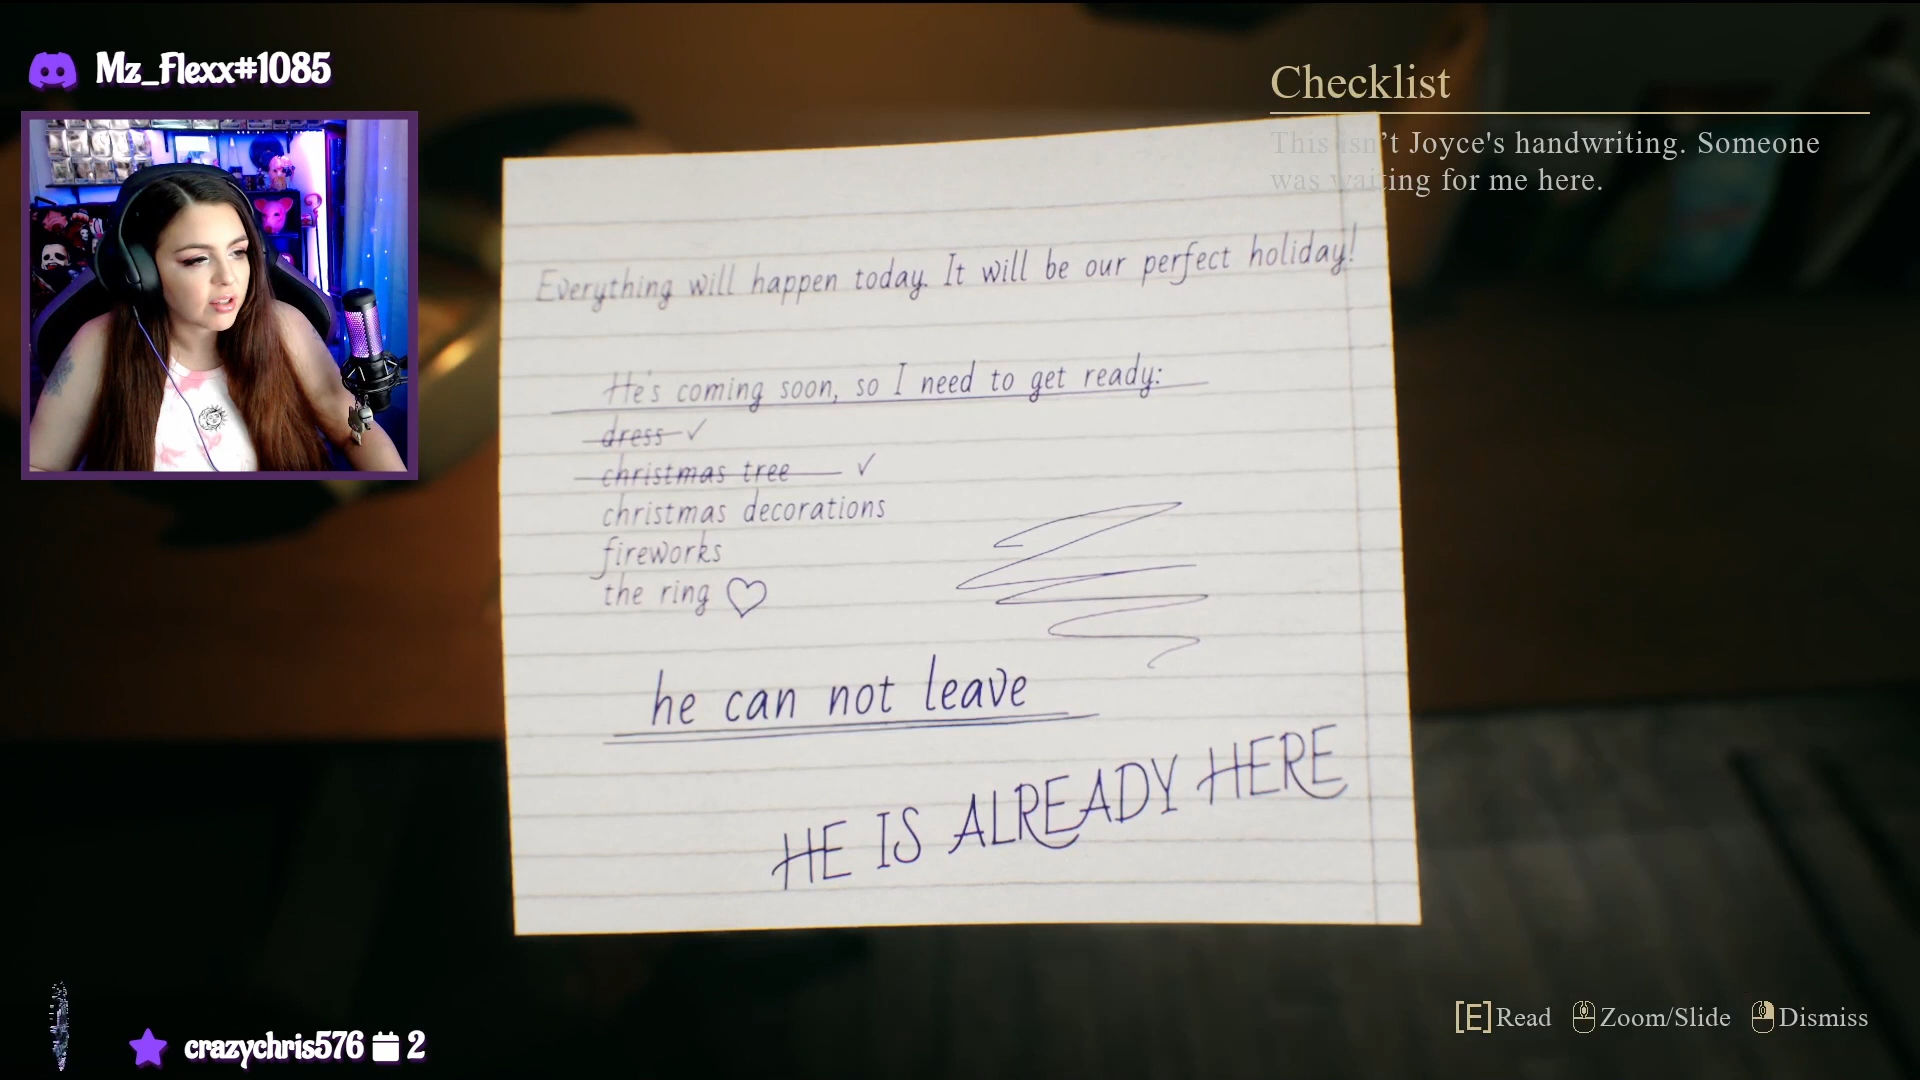 Mz_Flexx#1085
Checklist
This isn't Joyce's handwriting. Someone
was waiting for me here.
Everything will happen today. It will be our perfect holiday!
He's coming soon, so I need to get ready:
dress ✓
christmas tree ✓
christmas decorations
fireworks
the ring ♡
he can not leave
HE IS ALREADY HERE
[E] Read Zoom/Slide Dismiss
crazychris576 2